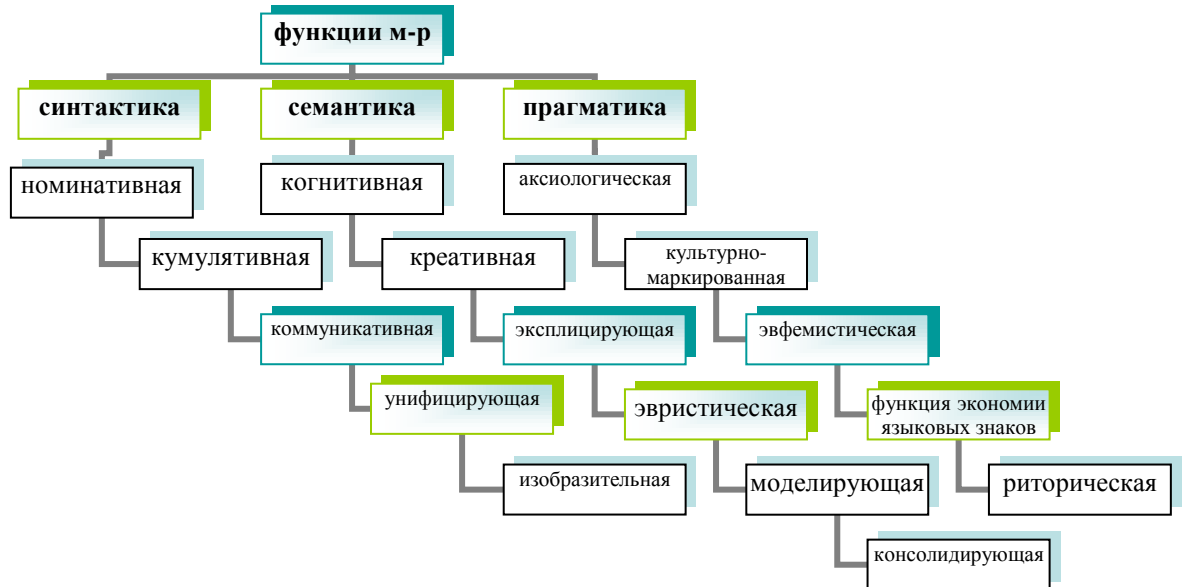 функции м-р
синтактика
семантика
прагматика
номинативная
когнитивная
аксиологическая
кумулятивная
креативная
культурно-
маркированная
коммуникативная
эксплицирующая
эвфемистическая
унифицирующая
эвристическая
функция экономии
языковых знаков
изобразительная
моделирующая
риторическая
консолидирующая